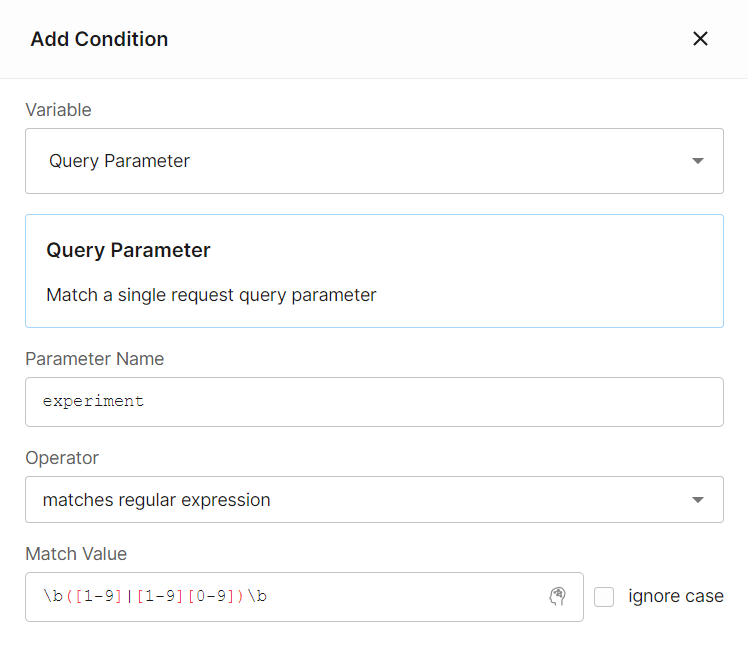 Add Condition
Variable
Query Parameter
Query Parameter
Match a single request query parameter
Parameter Name
experiment
Operator
matches regular expression
Match Value
\b([1-9]|[1-9][0-9])\b
ignore case